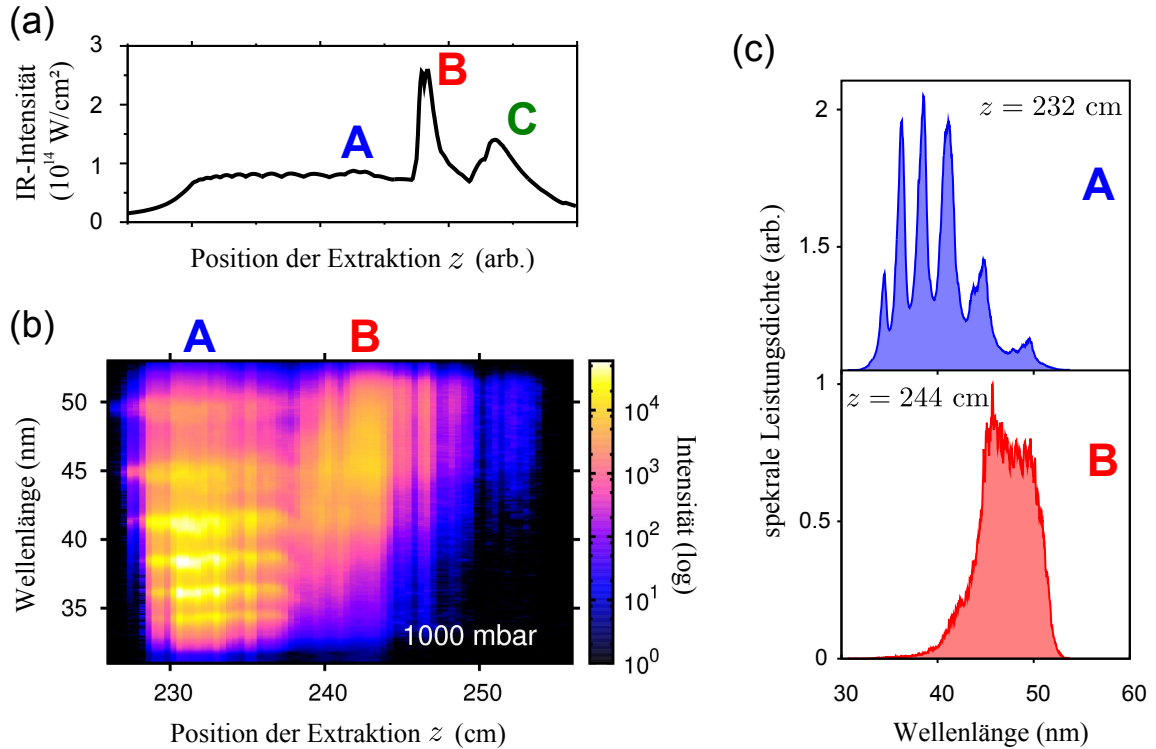 (a)
IR-Intensität
(10¹⁴ W/cm²)
3
2
1
0
A
B
C
Position der Extraktion z (arb.)
(b)
A
B
Wellenlänge (nm)
50
45
40
35
1000 mbar
230
240
250
Position der Extraktion z (cm)
10⁴
10³
10²
10¹
10⁰
Intensität (log)
(c)
spekrale Leistungsdichte (arb.)
2
1.5
1
0.5
0
z = 232 cm
A
z = 244 cm
B
30
40
50
60
Wellenlänge (nm)